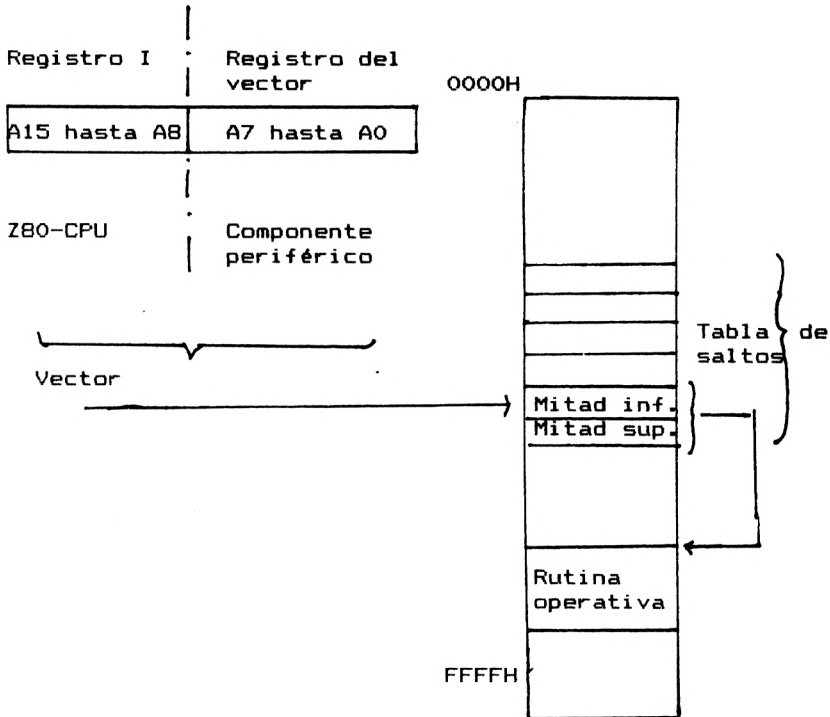 Registro I
Registro del
vector
0000H
A15 hasta A8
A7 hasta A0
Z80-CPU
Componente
periférico
Tabla de
saltos
Vector
Mitad inf.
Mitad sup.
Rutina
operativa
FFFFH